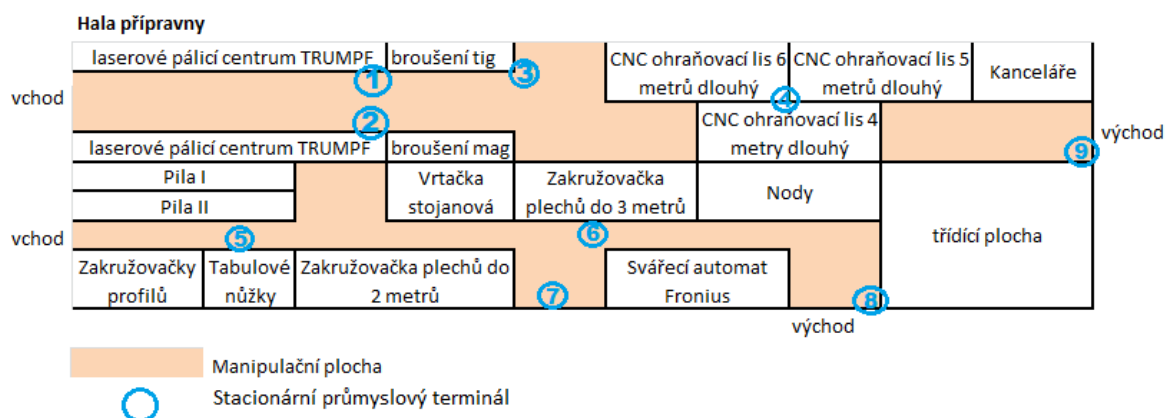 Hala přípravny
laserové pálicí centrum TRUMPF
broušení tig
3
CNC ohraňovací lis 6
metrů dlouhý
CNC ohraňovací lis 5
metrů dlouhý
Kanceláře
1
vchod
4
2
CNC ohraňovací lis 4
metry dlouhý
9
východ
laserové pálicí centrum TRUMPF
broušení mag
Pila I
Pila II
Vrtačka
stojanová
Zakružovačka
plechů do 3 metrů
Nody
vchod
5
6
třídící plocha
Zakružovačky
profilů
Tabulové
nůžky
Zakružovačka plechů do
2 metrů
7
Svářecí automat
Fronius
8
východ
Manipulační plocha
Stacionární průmyslový terminál